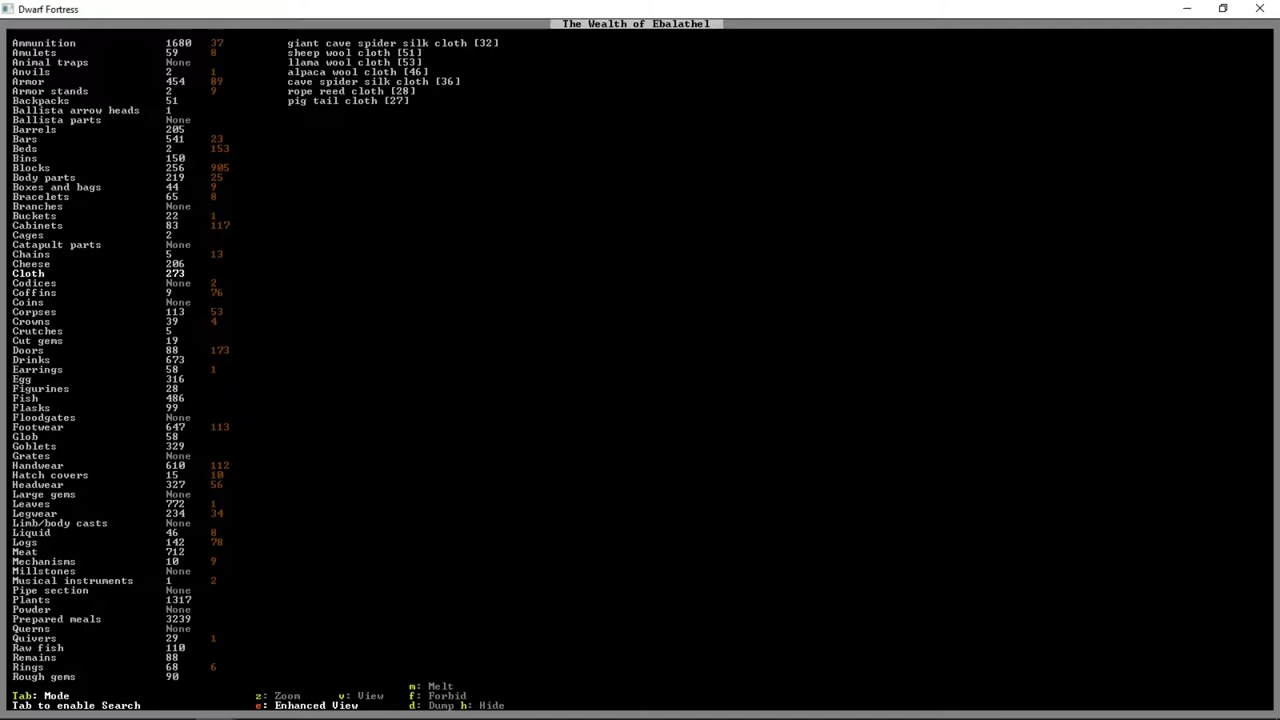 Dwarf Fortress
The Wealth of Ebalathel
Ammunition 1680 37 giant cave spider silk cloth [32]
Amulets 59 8 sheep wool cloth [51]
Animal traps None llama wool cloth [53]
Anvils 2 1 alpaca wool cloth [46]
Armor 454 89 cave spider silk cloth [36]
Armor stands 2 9 rope reed cloth [28]
Backpacks 51 pig tail cloth [27]
Ballista arrow heads 1
Ballista parts None
Barrels 205
Bars 541 23
Beds 2 153
Bins 150
Blocks 256 905
Body parts 219 25
Boxes and bags 44 9
Bracelets 65 8
Branches None
Buckets 22 1
Cabinets 83 117
Cages 2
Catapult parts None
Chains 5 13
Cheese 206
Cloth 273
Codices None 2
Coffins 9 76
Coins None
Corpses 113 53
Crowns 39 4
Crutches 5
Cut gems 19
Doors 88 173
Drinks 673
Earrings 58 1
Egg 316
Figurines 28
Fish 486
Flasks 99
Floodgates None
Footwear 647 113
Glob 58
Goblets 329
Grates None
Handwear 610 112
Hatch covers 15 10
Headwear 327 56
Large gems None
Leaves 772 1
Legwear 234 34
Limb/body casts None
Liquid 46 8
Logs 142 78
Meat 712
Mechanisms 10 9
Millstones None
Musical instruments 1 2
Pipe section None
Plants 1317
Powder None
Prepared meals 3239
Querns None
Quivers 29 1
Raw fish 110
Remains 88
Rings 68 6
Rough gems 90
m: Melt
Tab: Mode z: Zoom v: View f: Forbid
Tab to enable Search e: Enhanced View d: Dump h: Hide